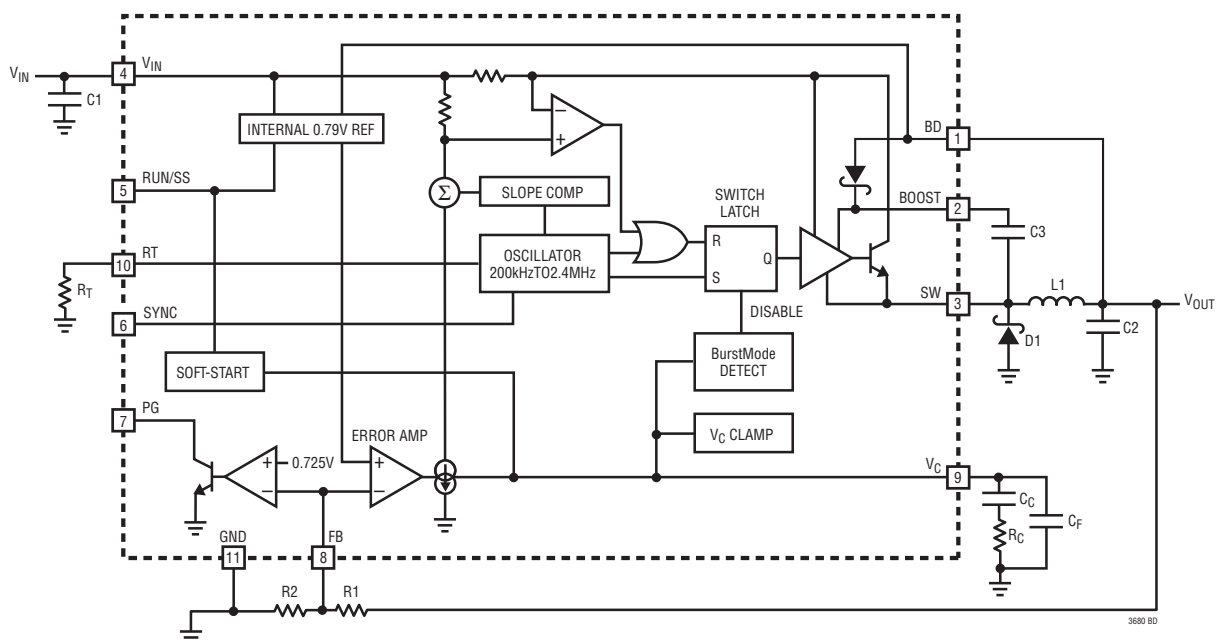 VIN
C1
4
VIN
INTERNAL 0.79V REF
5
RUN/SS
10
RT
RT
6
SYNC
SOFT-START
7
PG
+
–
0.725V
ERROR AMP
+
–
GND
11
FB
8
R2
R1
–
+
Σ
SLOPE COMP
OSCILLATOR
200kHzTO2.4MHz
SWITCH
LATCH
R
S
Q
DISABLE
BurstMode
DETECT
VC CLAMP
BD
1
BOOST
2
SW
3
C3
L1
D1
C2
VOUT
VC
9
CC
RC
CF
3680 BD